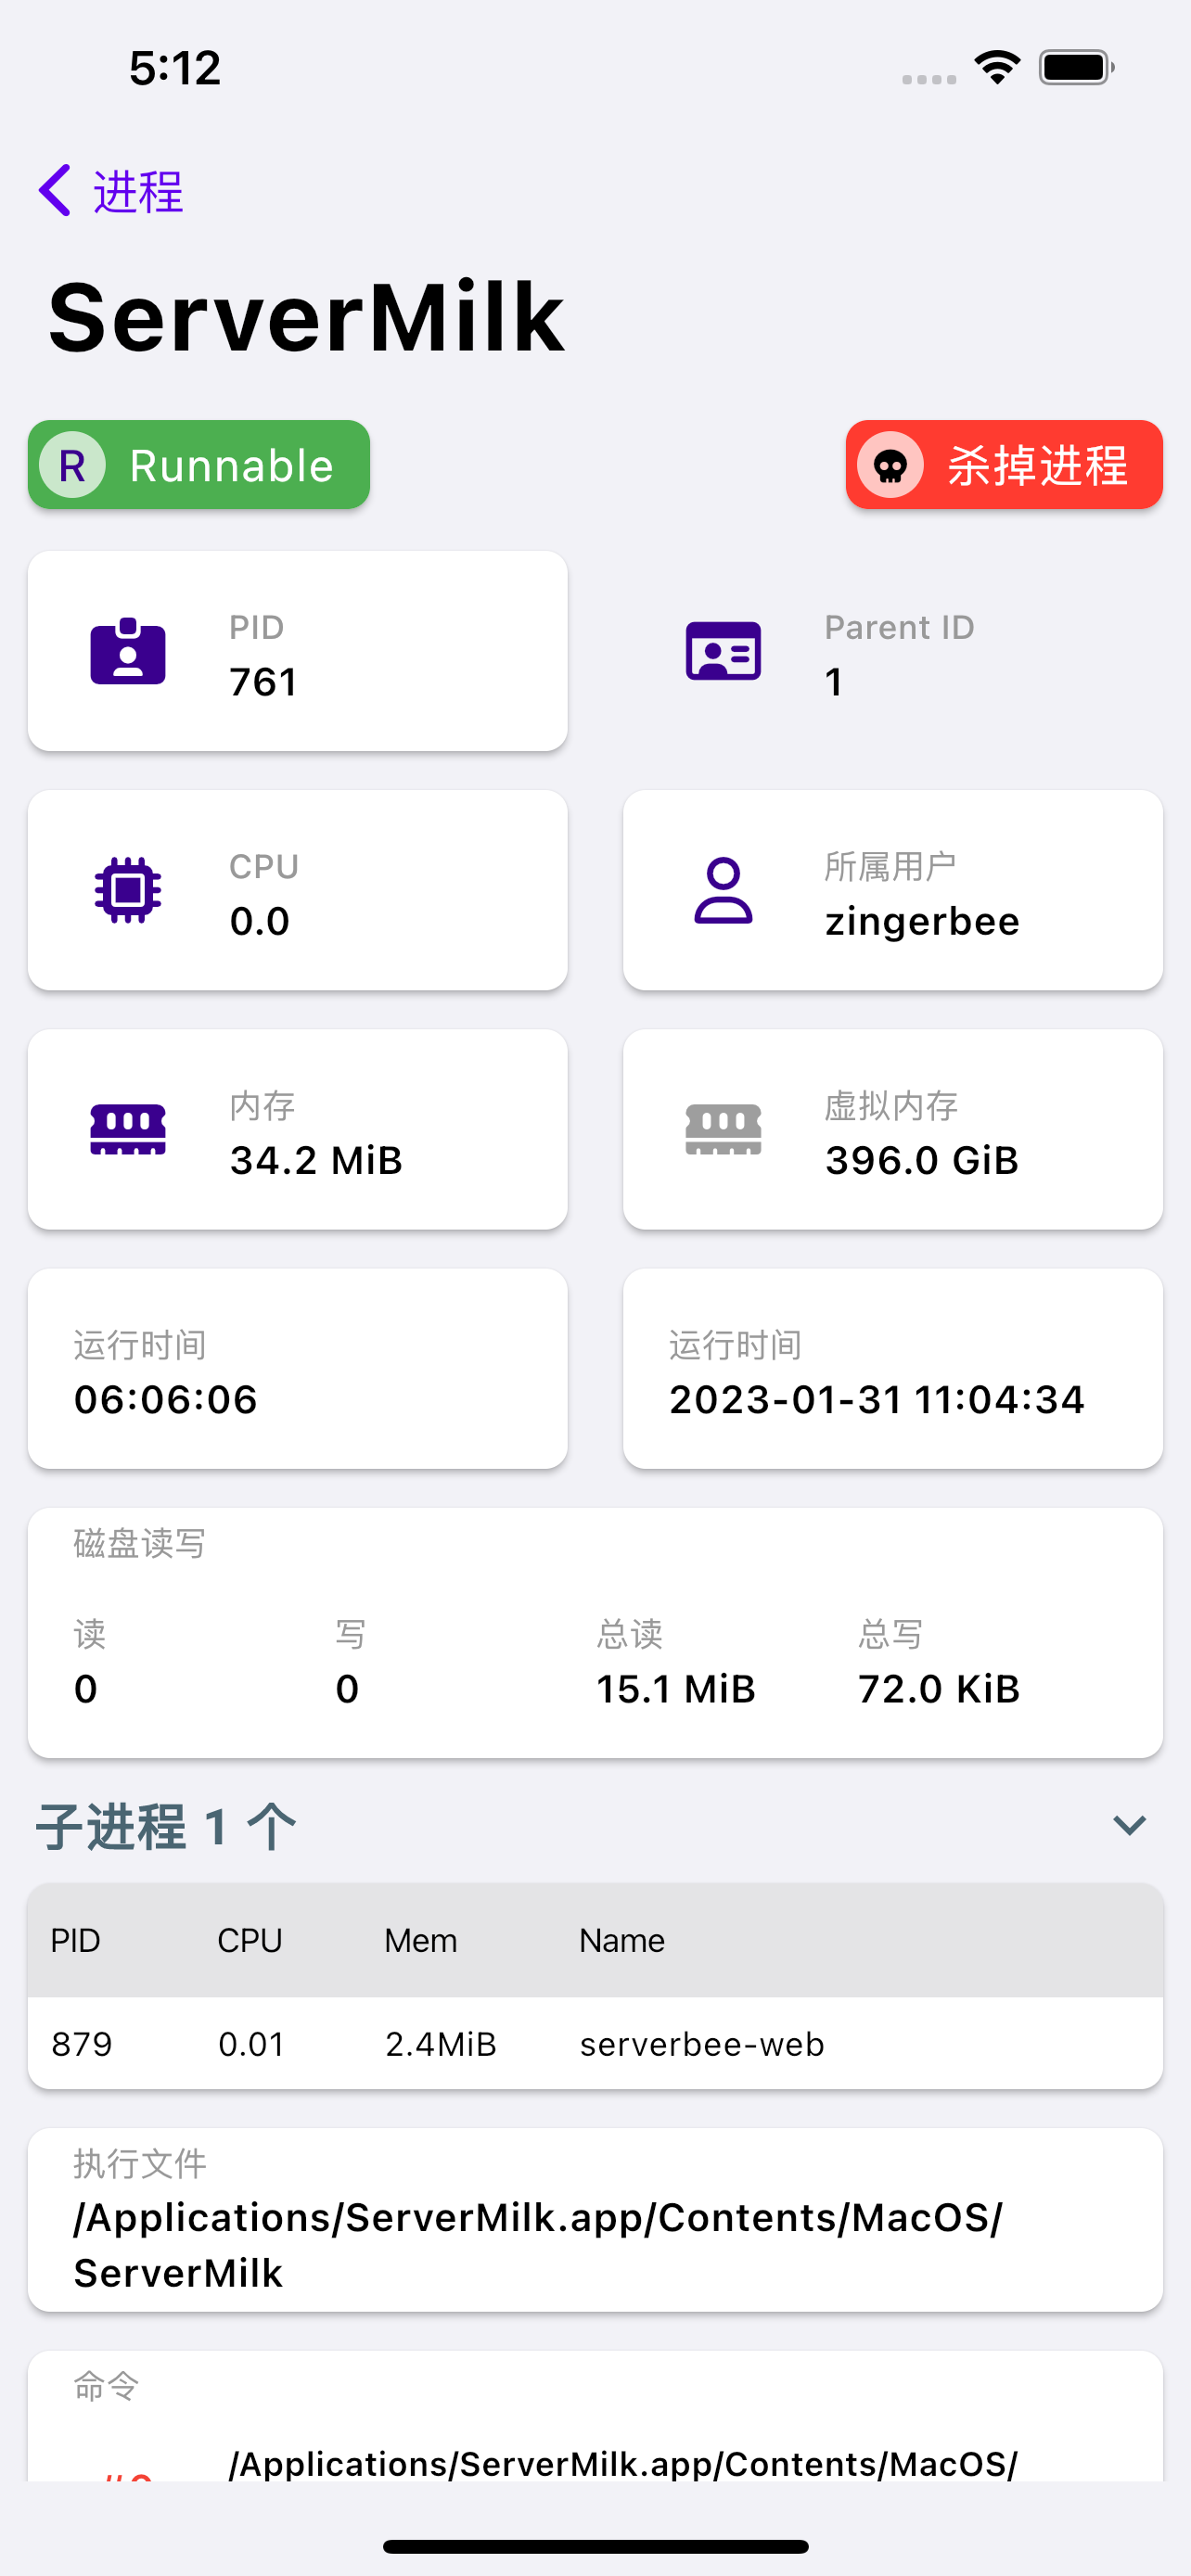 5:12
进程
ServerMilk
R Runnable
杀掉进程
PID
761
Parent ID
1
CPU
0.0
所属用户
zingerbee
内存
34.2 MiB
虚拟内存
396.0 GiB
运行时间
06:06:06
运行时间
2023-01-31 11:04:34
磁盘读写
读 写 总读 总写
0 0 15.1 MiB 72.0 KiB
子进程 1 个
PID CPU Mem Name
879 0.01 2.4MiB serverbee-web
执行文件
/Applications/ServerMilk.app/Contents/MacOS/
ServerMilk
命令
/Applications/ServerMilk.app/Contents/MacOS/